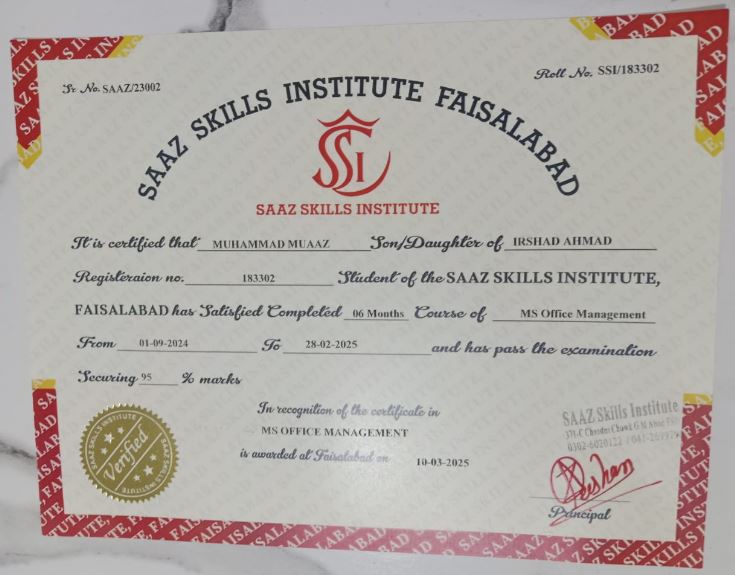 Sr No. SAAZ/23002
Roll No. SSI/183302
SAAZ SKILLS INSTITUTE FAISALABAD
SSI
SAAZ SKILLS INSTITUTE
It is certified that MUHAMMAD MUAAZ Son/Daughter of IRSHAD AHMAD
Registeraion no. 183302 Student of the SAAZ SKILLS INSTITUTE,
FAISALABAD has Satisfied Completed 06 Months Course of MS Office Management
From 01-09-2024 To 28-02-2025 and has pass the examination
Securing 95 % marks
In recognition of the certificate in
MS OFFICE MANAGEMENT
is awarded at Faisalabad on 10-03-2025
SAAZ SKILLS INSTITUTE
Verified
SAAZ SKILLS INSTITUTE
SAAZ Skills Institute
Chowk G.M Abad
0302-6020122 / 041-
Principal